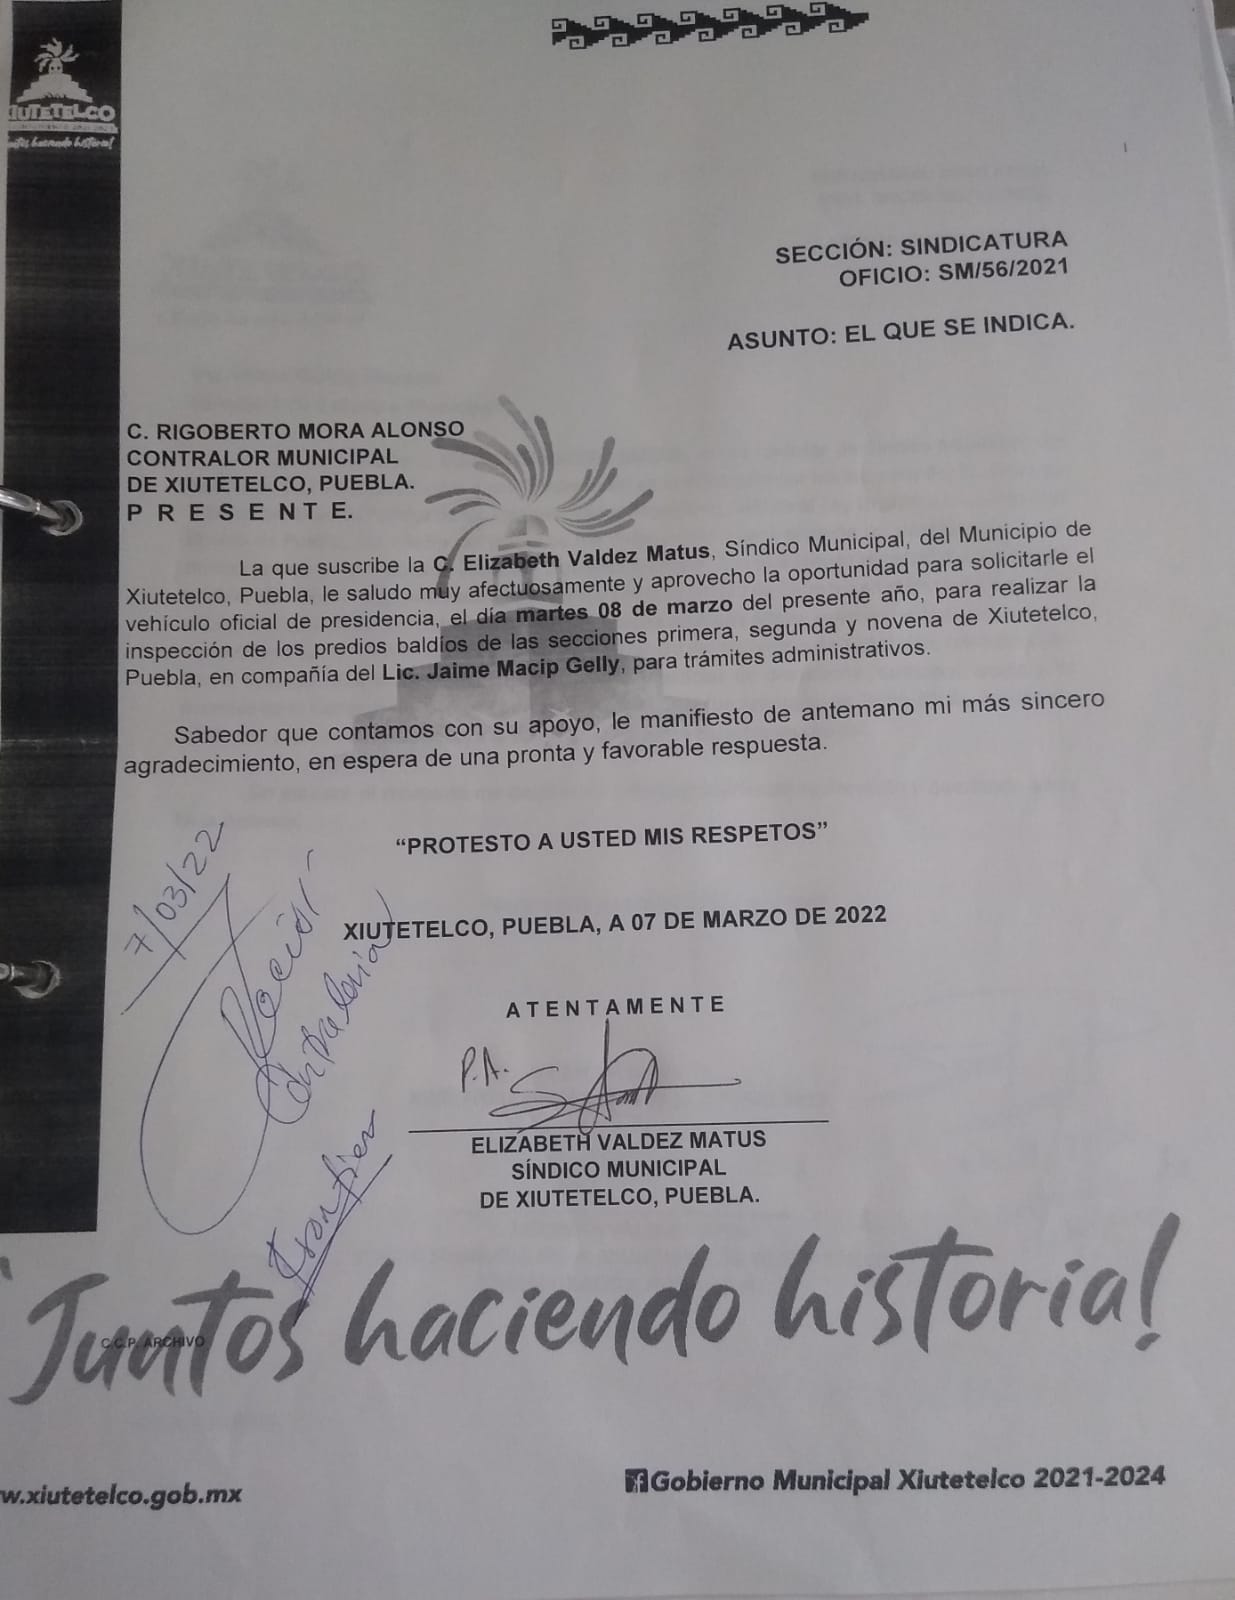 XIUTETELCO
SECCIÓN: SINDICATURA
OFICIO: SM/56/2021
ASUNTO: EL QUE SE INDICA.
C. RIGOBERTO MORA ALONSO
CONTRALOR MUNICIPAL
DE XIUTETELCO, PUEBLA.
P R E S E N T E.
La que suscribe la C. Elizabeth Valdez Matus, Síndico Municipal, del Municipio de
Xiutetelco, Puebla, le saludo muy afectuosamente y aprovecho la oportunidad para solicitarle el
vehículo oficial de presidencia, el día martes 08 de marzo del presente año, para realizar la
inspección de los predios baldíos de las secciones primera, segunda y novena de Xiutetelco,
Puebla, en compañía del Lic. Jaime Macip Gelly, para trámites administrativos.
Sabedor que contamos con su apoyo, le manifiesto de antemano mi más sincero
agradecimiento, en espera de una pronta y favorable respuesta.
“PROTESTO A USTED MIS RESPETOS”
7/03/22
XIUTETELCO, PUEBLA, A 07 DE MARZO DE 2022
A T E N T A M E N T E
P.A.
ELIZABETH VALDEZ MATUS
SÍNDICO MUNICIPAL
DE XIUTETELCO, PUEBLA.
Juntos haciendo historia!
C.C.P. ARCHIVO
w.xiutetelco.gob.mx
Gobierno Municipal Xiutetelco 2021-2024